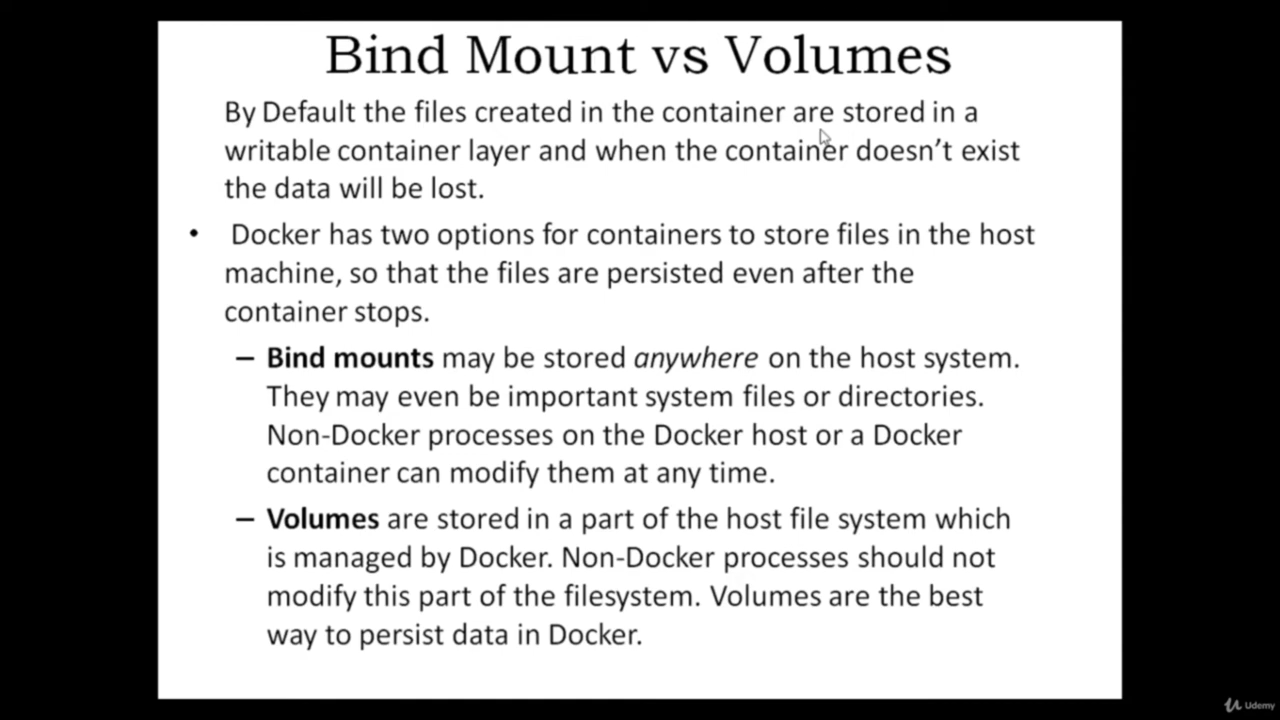 Bind Mount vs Volumes
By Default the files created in the container are stored in a
writable container layer and when the container doesn't exist
the data will be lost.
• Docker has two options for containers to store files in the host
machine, so that the files are persisted even after the
container stops.
– Bind mounts may be stored anywhere on the host system.
They may even be important system files or directories.
Non-Docker processes on the Docker host or a Docker
container can modify them at any time.
– Volumes are stored in a part of the host file system which
is managed by Docker. Non-Docker processes should not
modify this part of the filesystem. Volumes are the best
way to persist data in Docker.
Udemy